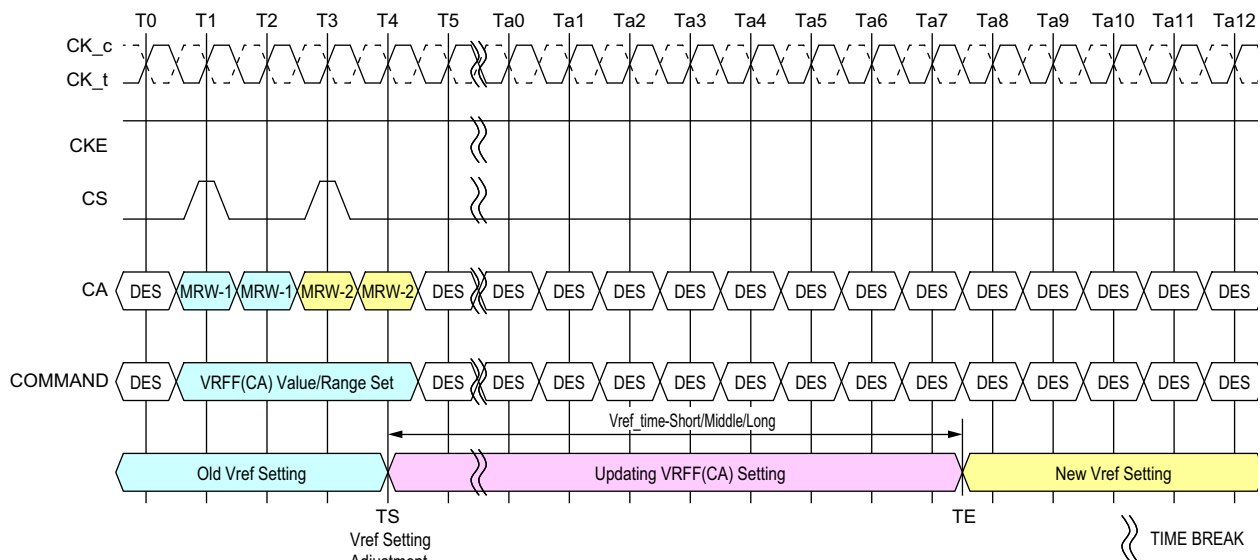 T0 T1 T2 T3 T4 T5 Ta0 Ta1 Ta2 Ta3 Ta4 Ta5 Ta6 Ta7 Ta8 Ta9 Ta10 Ta11 Ta12
CK_c
CK_t
CKE
CS
CA DES MRW-1 MRW-1 MRW-2 MRW-2 DES DES DES DES DES DES DES DES DES DES DES DES DES DES
COMMAND DES VRFF(CA) Value/Range Set DES DES DES DES DES DES DES DES DES DES DES DES DES DES
Vref_time-Short/Middle/Long
Old Vref Setting Updating VRFF(CA) Setting New Vref Setting
TS TE
Vref Setting TIME BREAK
Adjustment